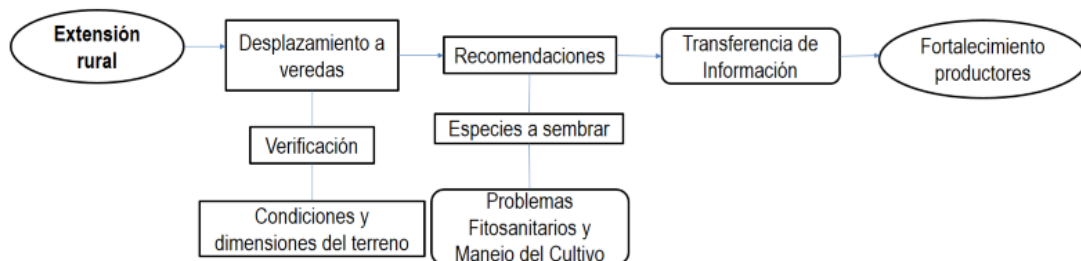 Extensión
rural
Desplazamiento a
veredas
Recomendaciones
Transferencia de
Información
Fortalecimiento
productores
Verificación
Especies a sembrar
Condiciones y
dimensiones del terreno
Problemas
Fitosanitarios y
Manejo del Cultivo